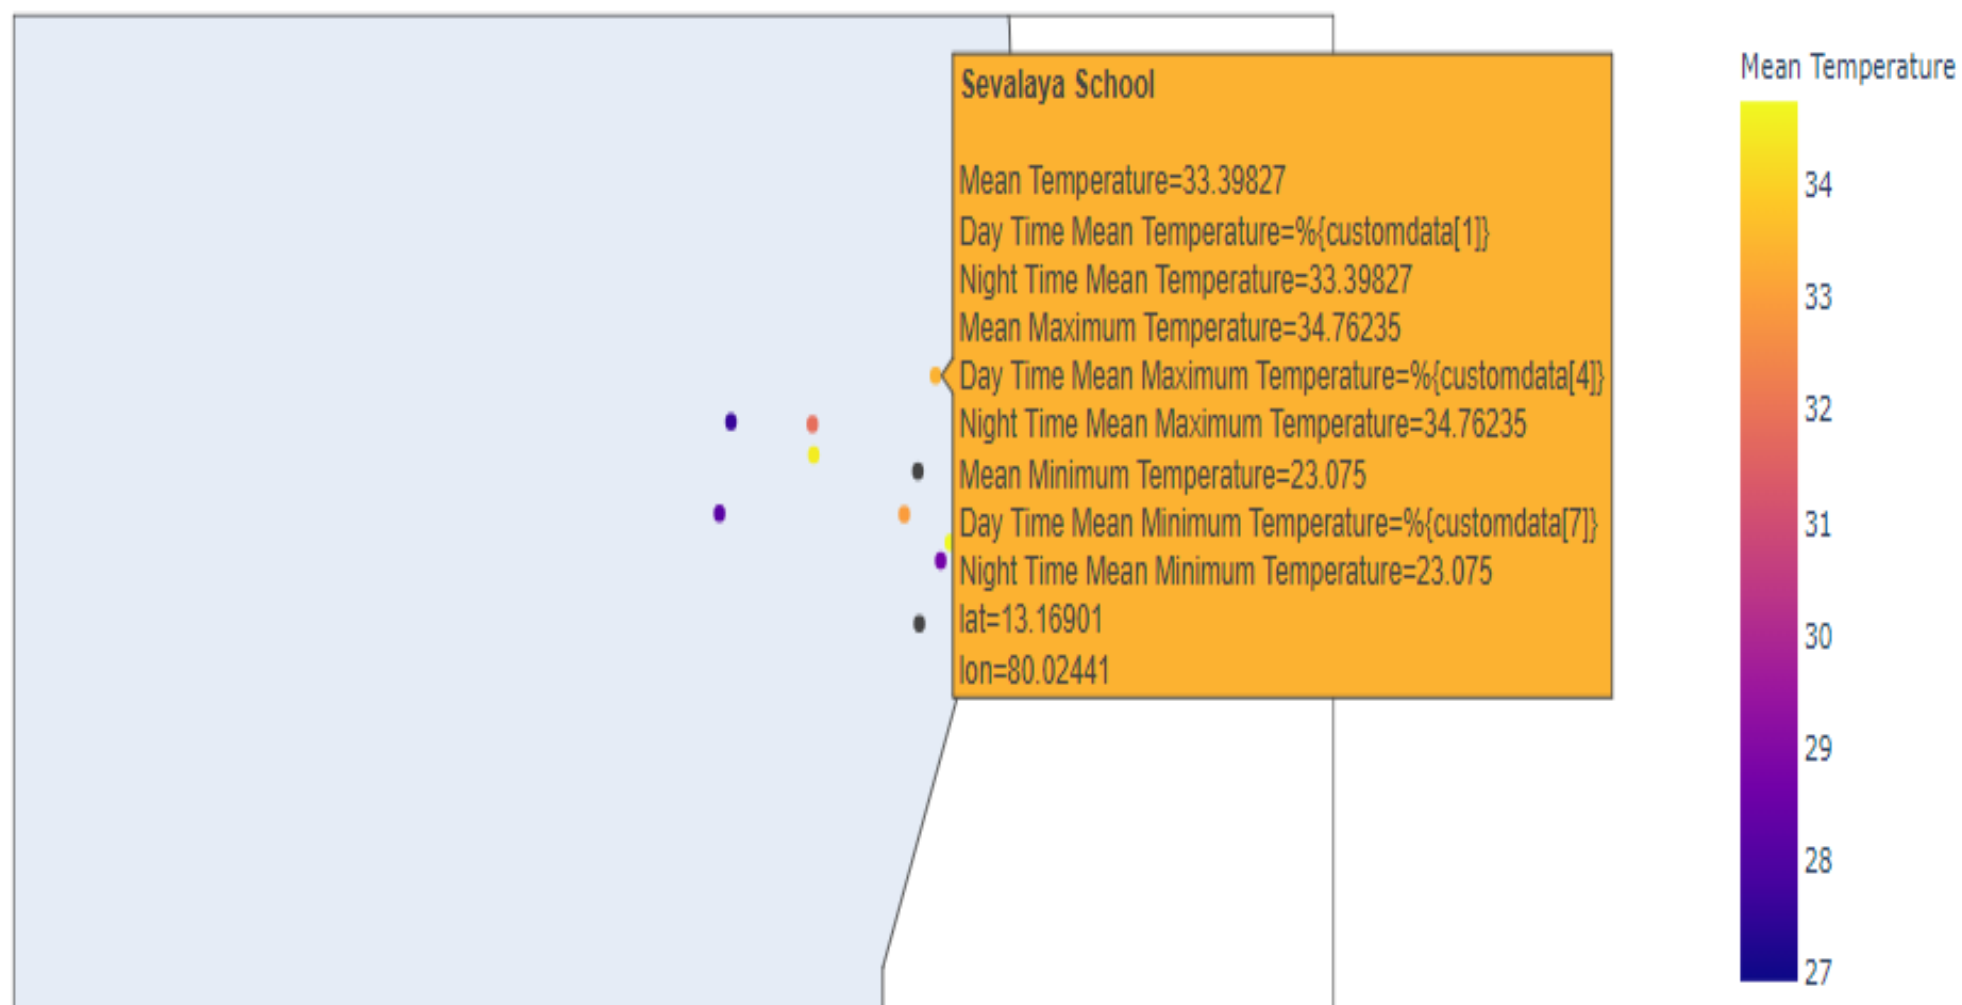 Sevalaya School
Mean Temperature=33.39827
Day Time Mean Temperature=%{customdata[1]}
Night Time Mean Temperature=33.39827
Mean Maximum Temperature=34.76235
Day Time Mean Maximum Temperature=%{customdata[4]}
Night Time Mean Maximum Temperature=34.76235
Mean Minimum Temperature=23.075
Day Time Mean Minimum Temperature=%{customdata[7]}
Night Time Mean Minimum Temperature=23.075
lat=13.16901
lon=80.02441
Mean Temperature
34
33
32
31
30
29
28
27